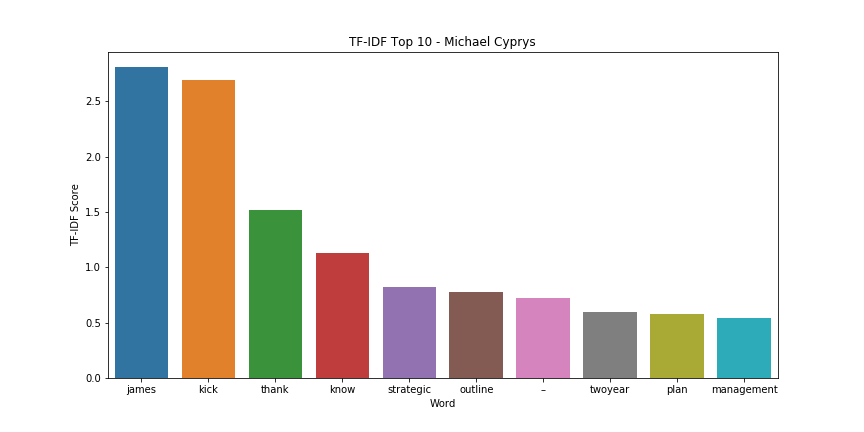 TF-IDF Top 10 - Michael Cyprys
TF-IDF Score
2.5
2.0
1.5
1.0
0.5
0.0
james kick thank know strategic outline – twoyear plan management
Word